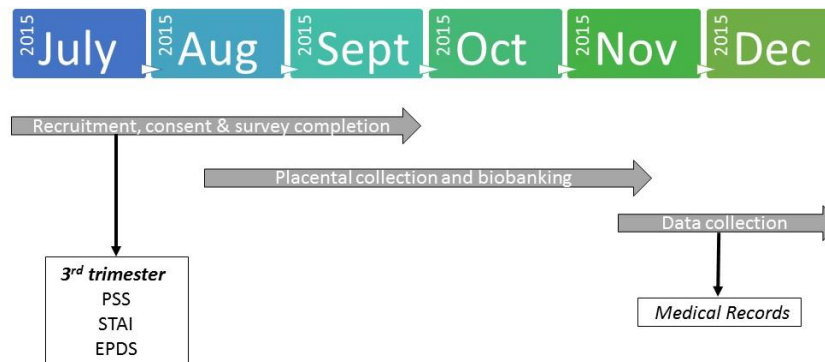 2015 July
2015 Aug
2015 Sept
2015 Oct
2015 Nov
2015 Dec
Recruitment, consent & survey completion
Placental collection and biobanking
Data collection
3rd trimester
PSS
STAI
EPDS
Medical Records